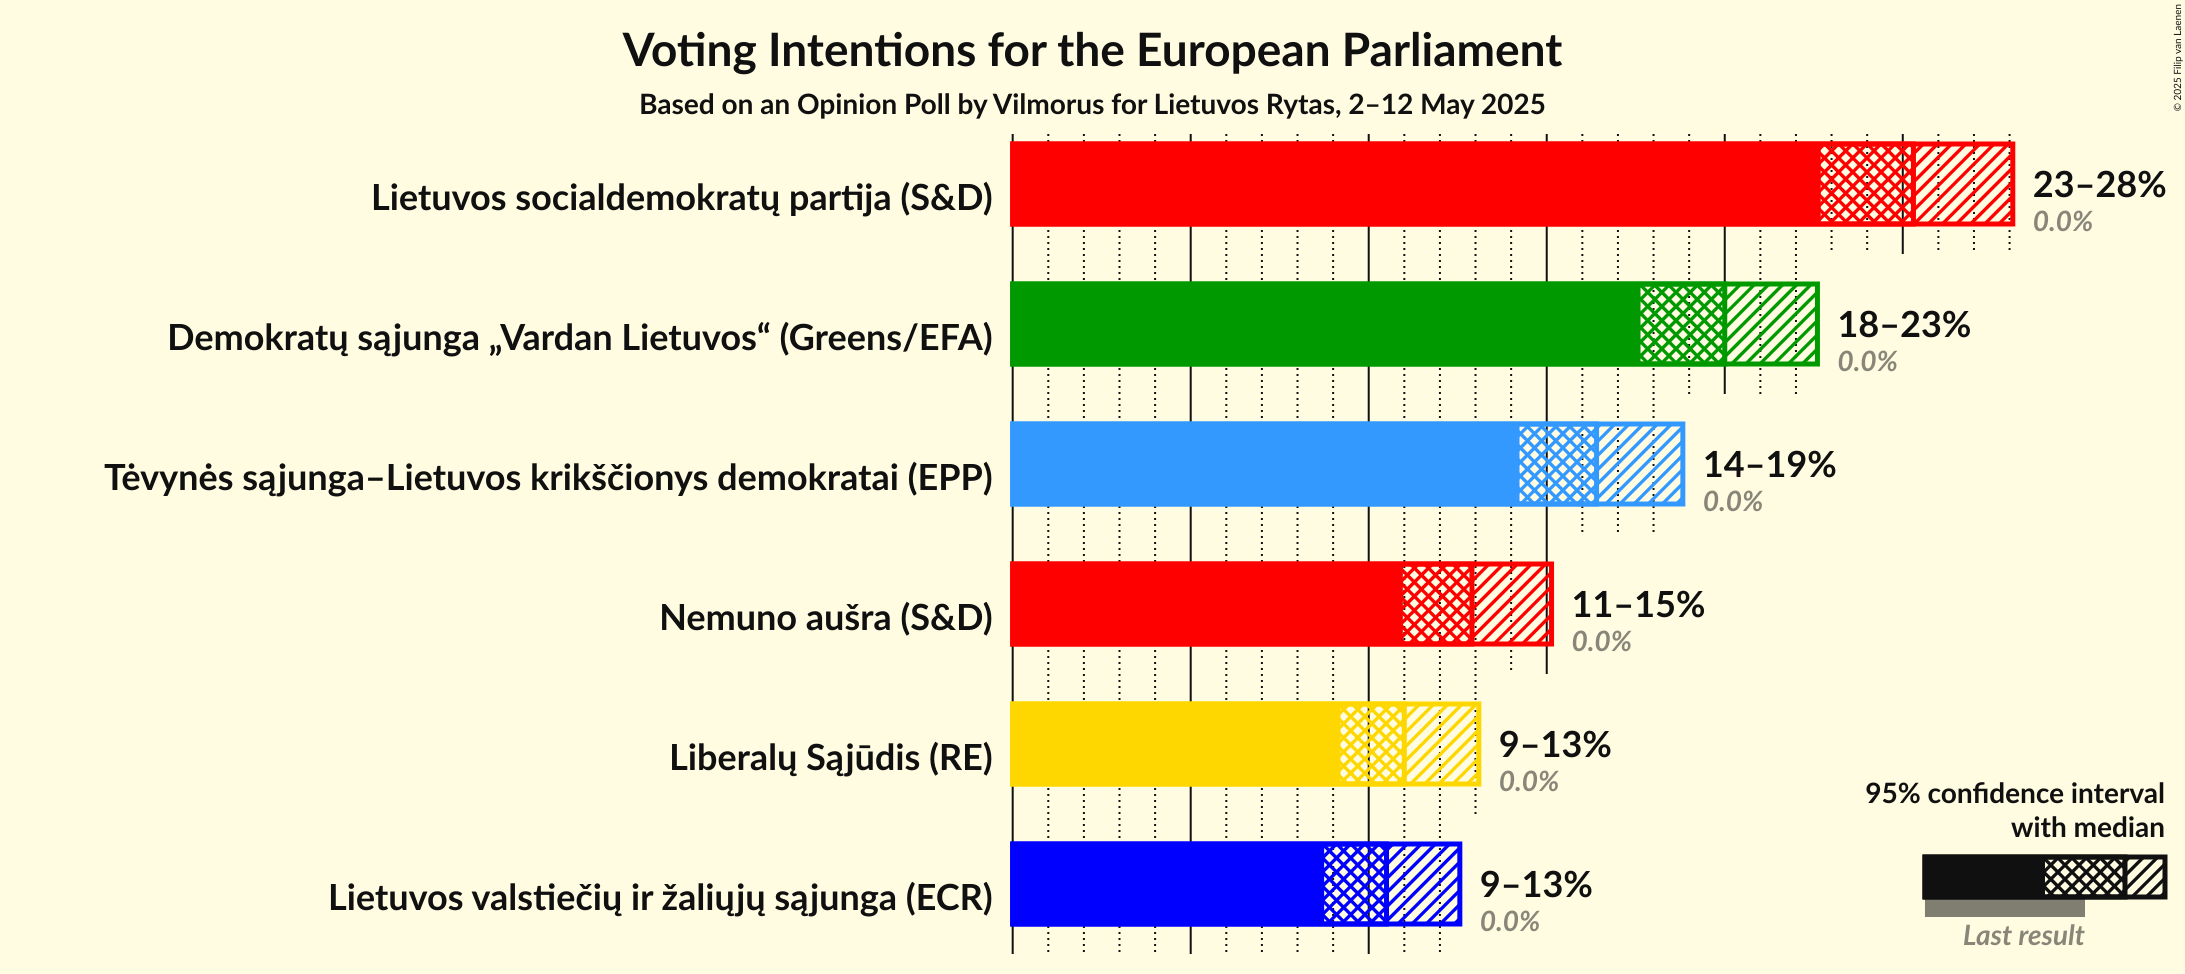 Voting Intentions for the European Parliament
Based on an Opinion Poll by Vilmorus for Lietuvos Rytas, 2–12 May 2025
© 2025 Filip van Laenen
Lietuvos socialdemokratų partija (S&D)
23–28%
0.0%
Demokratų sąjunga „Vardan Lietuvos“ (Greens/EFA)
18–23%
0.0%
Tėvynės sąjunga–Lietuvos krikščionys demokratai (EPP)
14–19%
0.0%
Nemuno aušra (S&D)
11–15%
0.0%
Liberalų Sąjūdis (RE)
9–13%
0.0%
Lietuvos valstiečių ir žaliųjų sąjunga (ECR)
9–13%
0.0%
95% confidence interval
with median
Last result